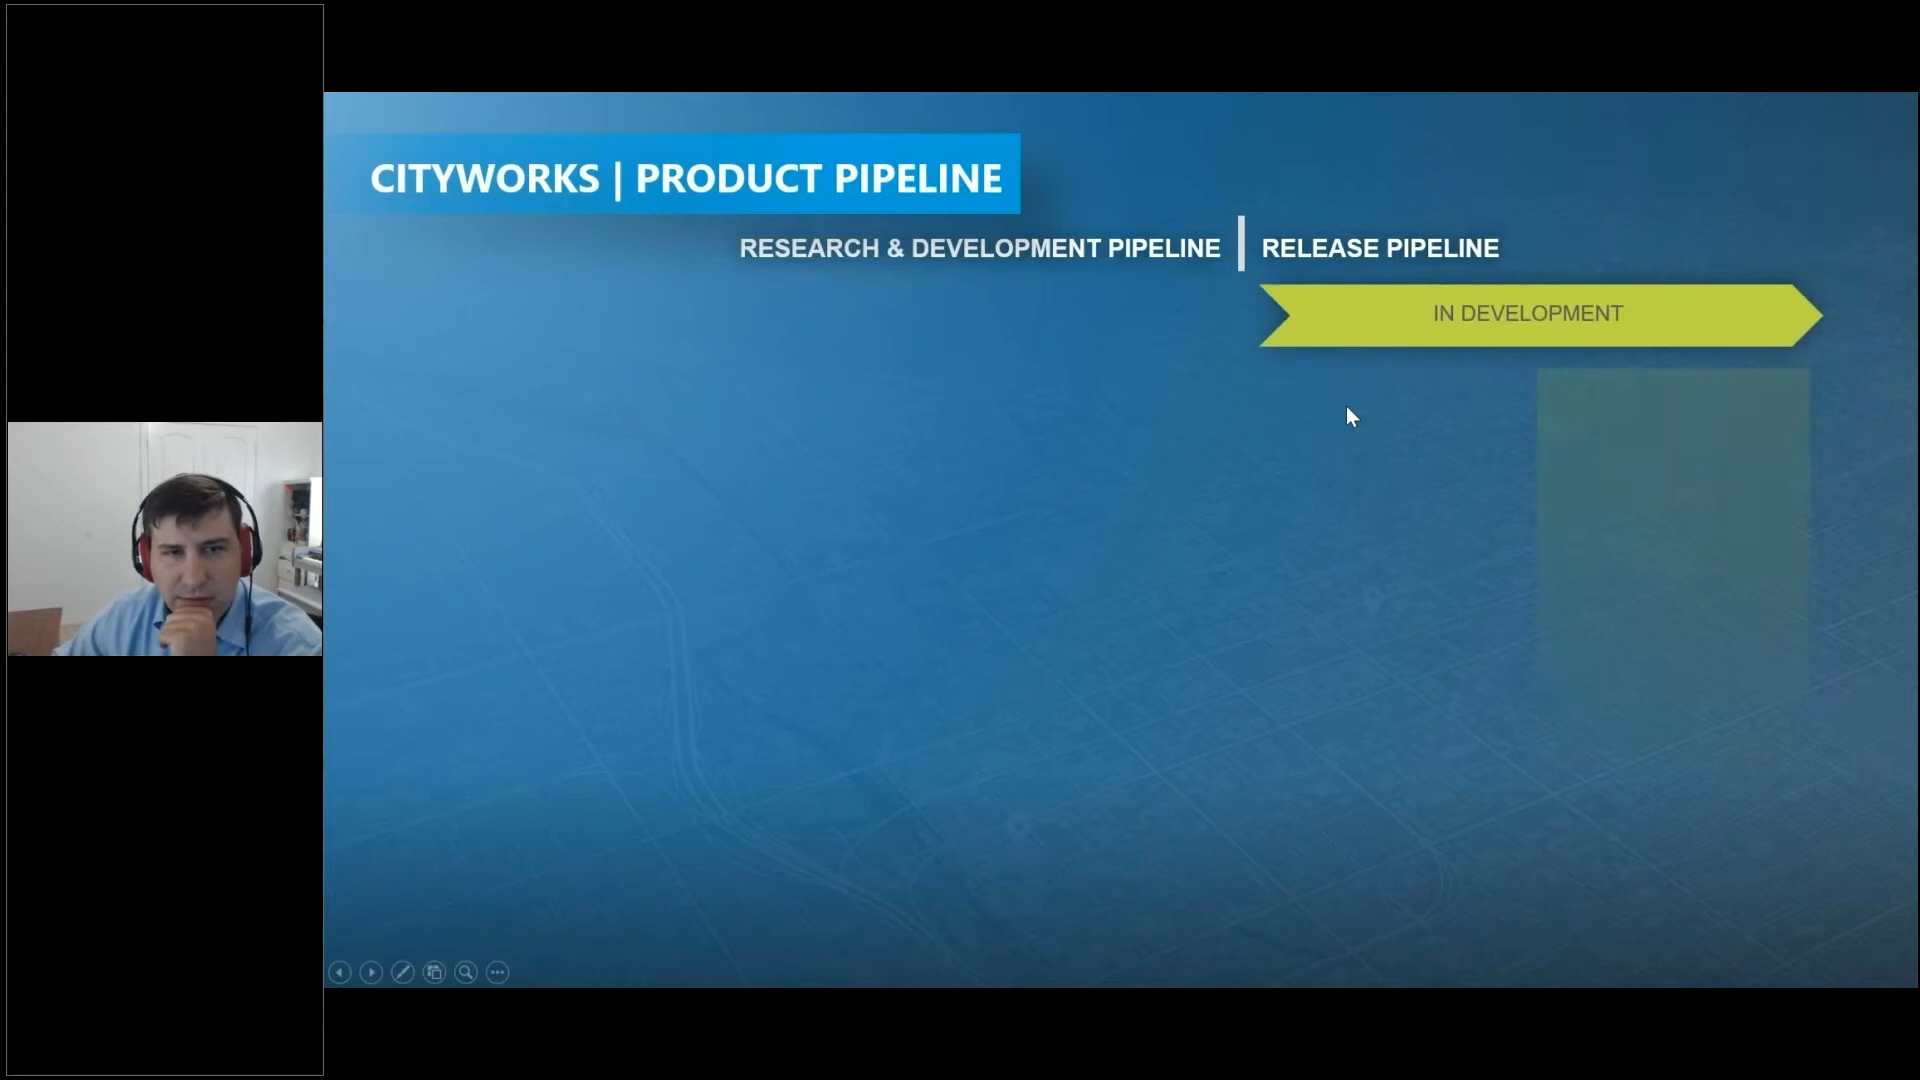 CITYWORKS | PRODUCT PIPELINE
RESEARCH & DEVELOPMENT PIPELINE | RELEASE PIPELINE
IN DEVELOPMENT